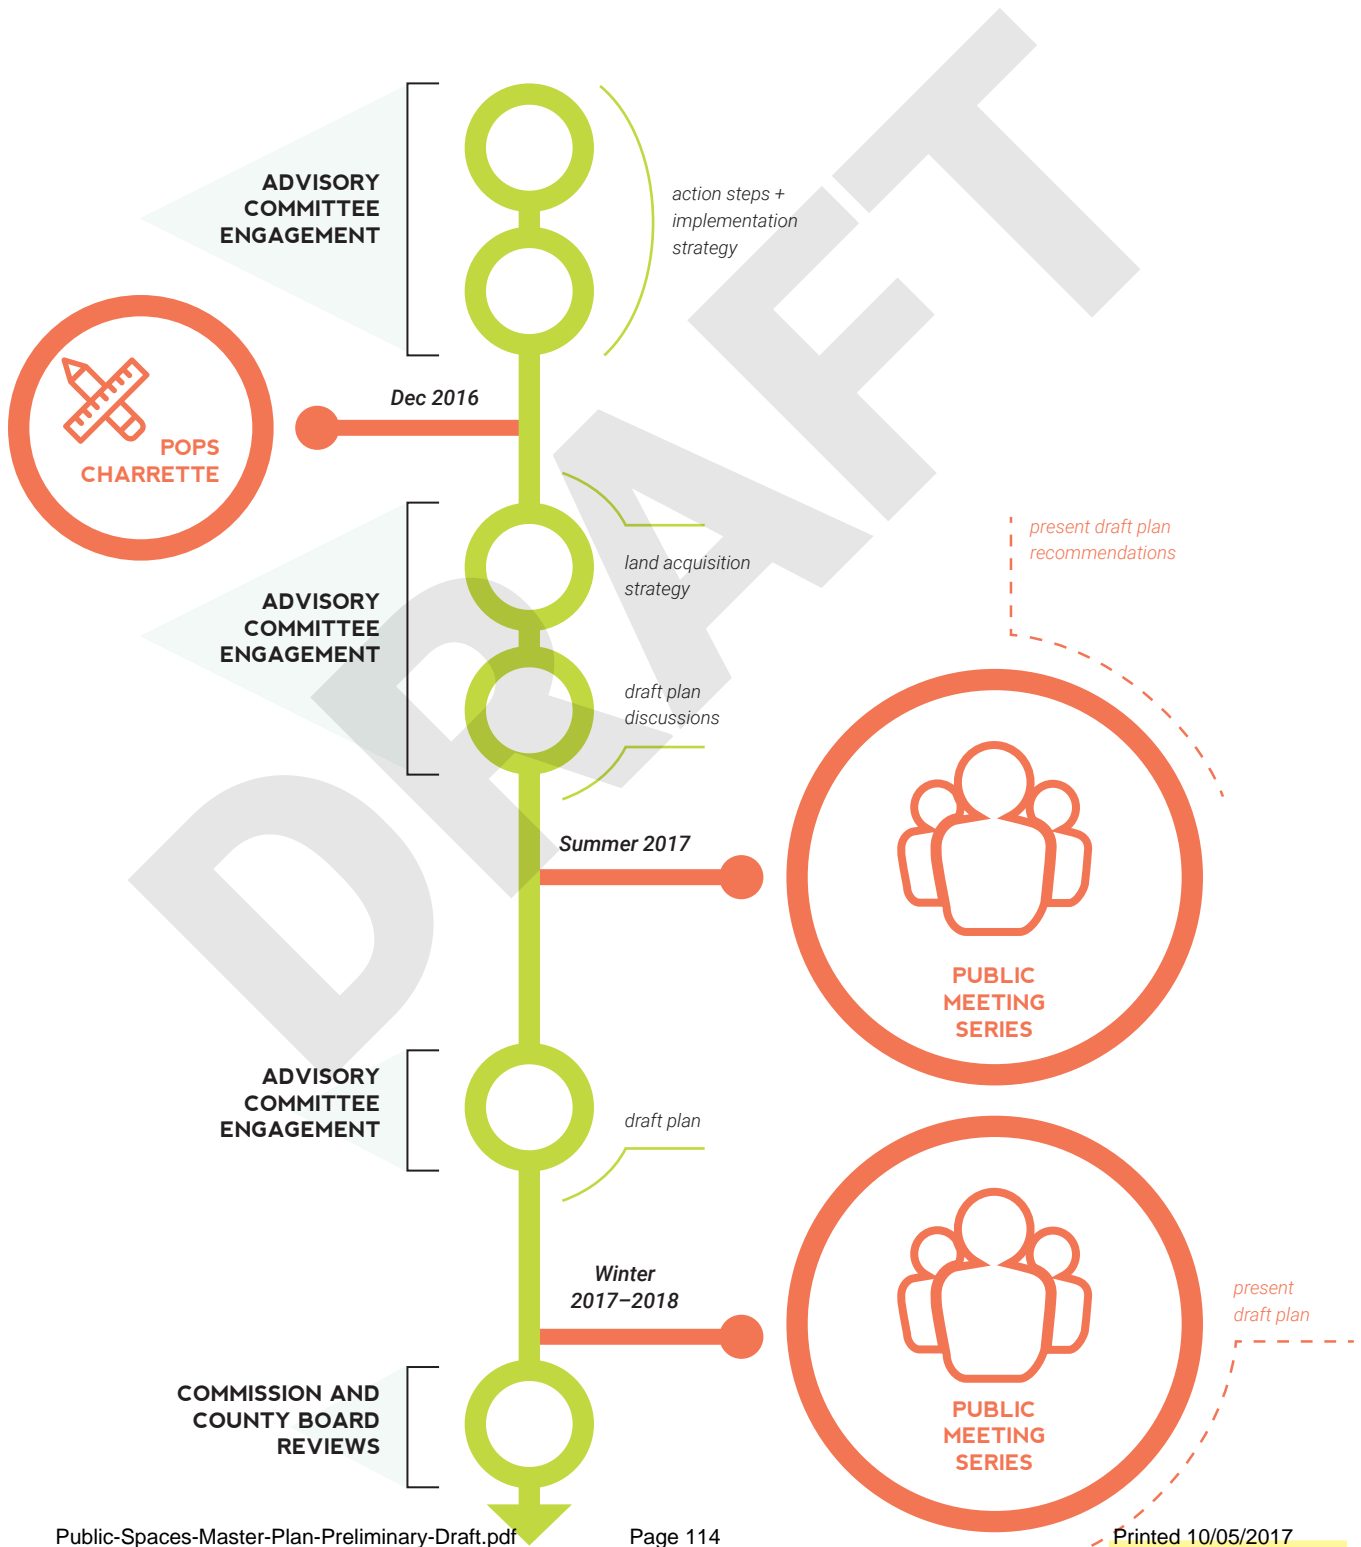 ADVISORY
COMMITTEE
ENGAGEMENT
action steps +
implementation
strategy
Dec 2016
POPS
CHARRETTE
land acquisition
strategy
present draft plan
recommendations
ADVISORY
COMMITTEE
ENGAGEMENT
draft plan
discussions
Summer 2017
PUBLIC
MEETING
SERIES
ADVISORY
COMMITTEE
ENGAGEMENT
draft plan
Winter
2017–2018
present
draft plan
COMMISSION AND
COUNTY BOARD
REVIEWS
PUBLIC
MEETING
SERIES
DRAFT
Public-Spaces-Master-Plan-Preliminary-Draft.pdf Page 114 Printed 10/05/2017